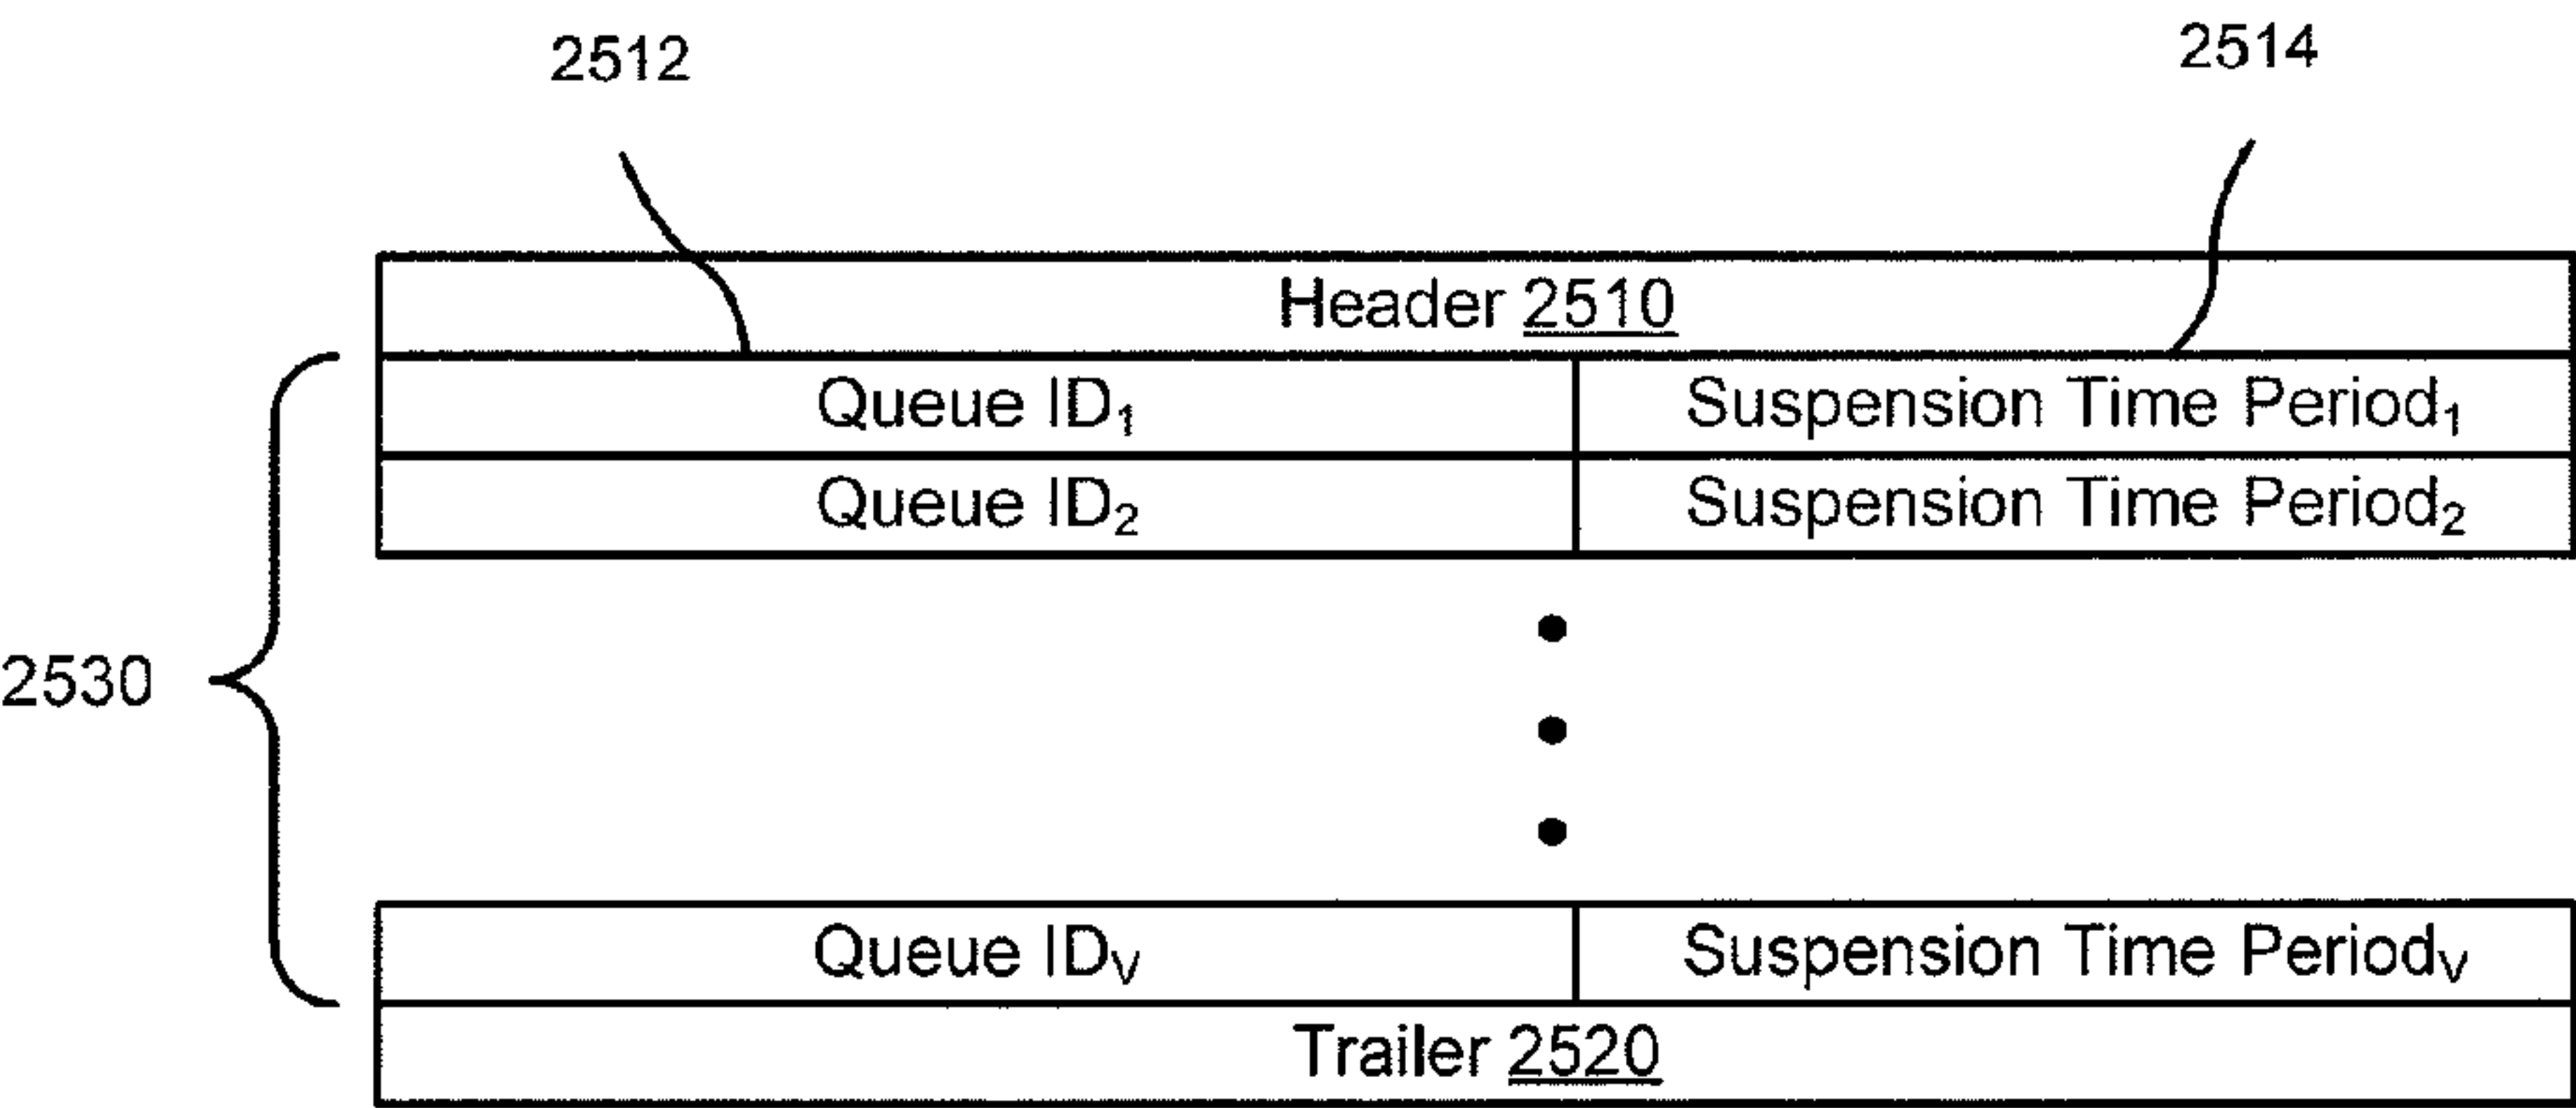 2512
2514
Header 2510
Queue ID₁ Suspension Time Period₁
Queue ID₂ Suspension Time Period₂
2530
Queue IDV Suspension Time PeriodV
Trailer 2520